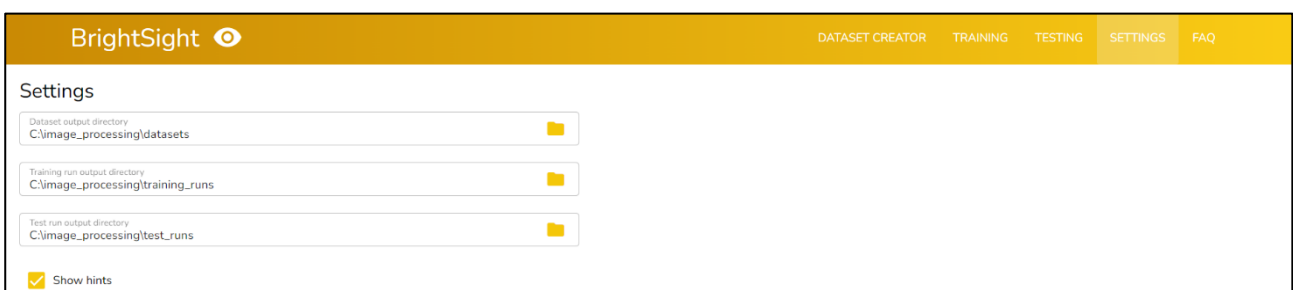 BrightSight
DATASET CREATOR TRAINING TESTING SETTINGS FAQ
Settings
Dataset output directory
C:\image_processing\datasets
Training run output directory
C:\image_processing\training_runs
Test run output directory
C:\image_processing\test_runs
Show hints